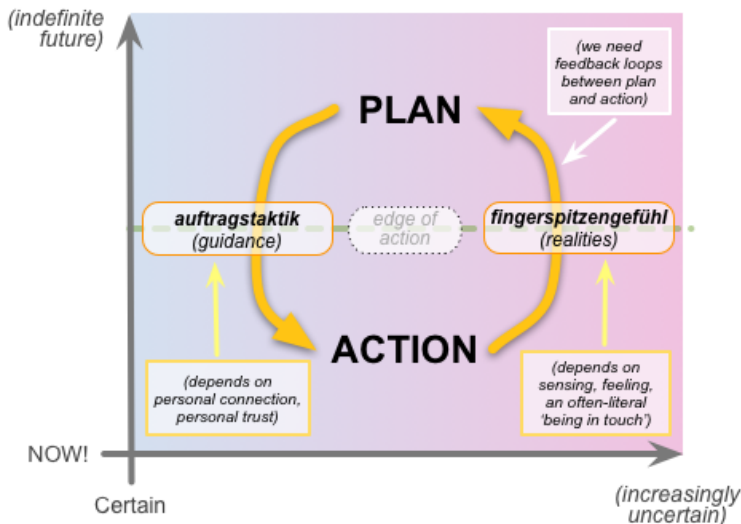 (indefinite
future)
(we need
feedback loops
between plan
and action)
PLAN
auftragstaktik
(guidance)
edge of
action
fingerspitzengefühl
(realities)
ACTION
(depends on
personal connection,
personal trust)
(depends on
sensing, feeling,
an often-literal
‘being in touch’)
NOW!
Certain
(increasingly
uncertain)